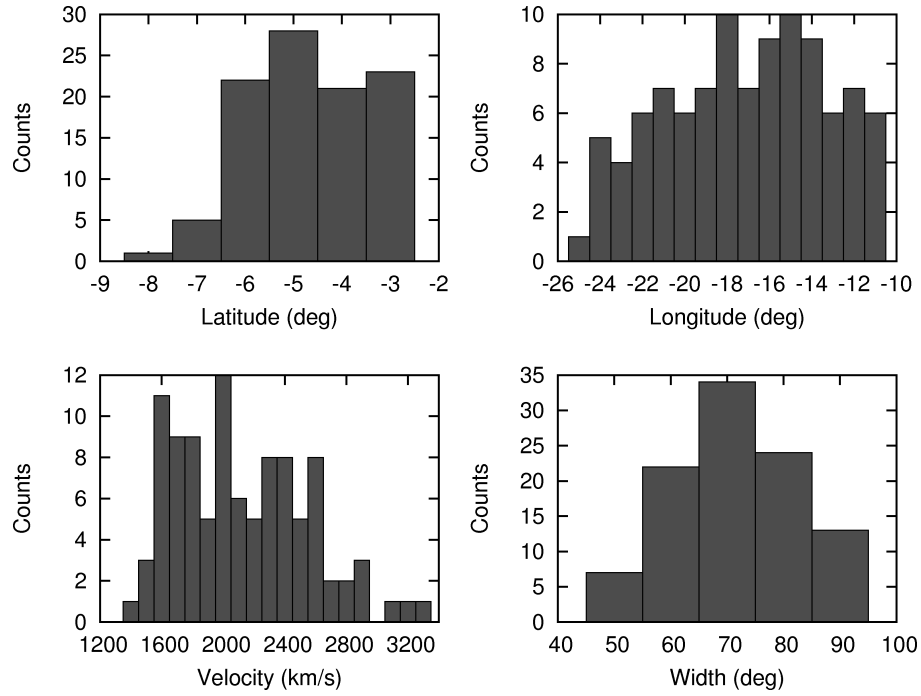 30
25
20
15
10
5
0
Counts
-9 -8 -7 -6 -5 -4 -3 -2
Latitude (deg)
10
8
6
4
2
0
Counts
-26 -24 -22 -20 -18 -16 -14 -12 -10
Longitude (deg)
12
10
8
6
4
2
0
Counts
1200 1600 2000 2400 2800 3200
Velocity (km/s)
35
30
25
20
15
10
5
0
Counts
40 50 60 70 80 90 100
Width (deg)